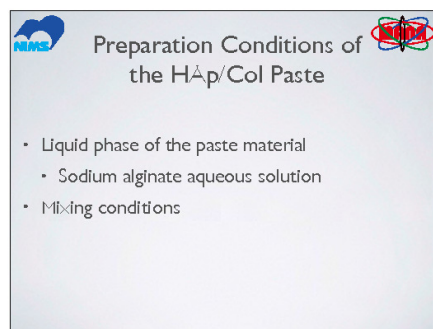 NIMS
Preparation Conditions of
the HAp/Col Paste
• Liquid phase of the paste material
• Sodium alginate aqueous solution
• Mixing conditions